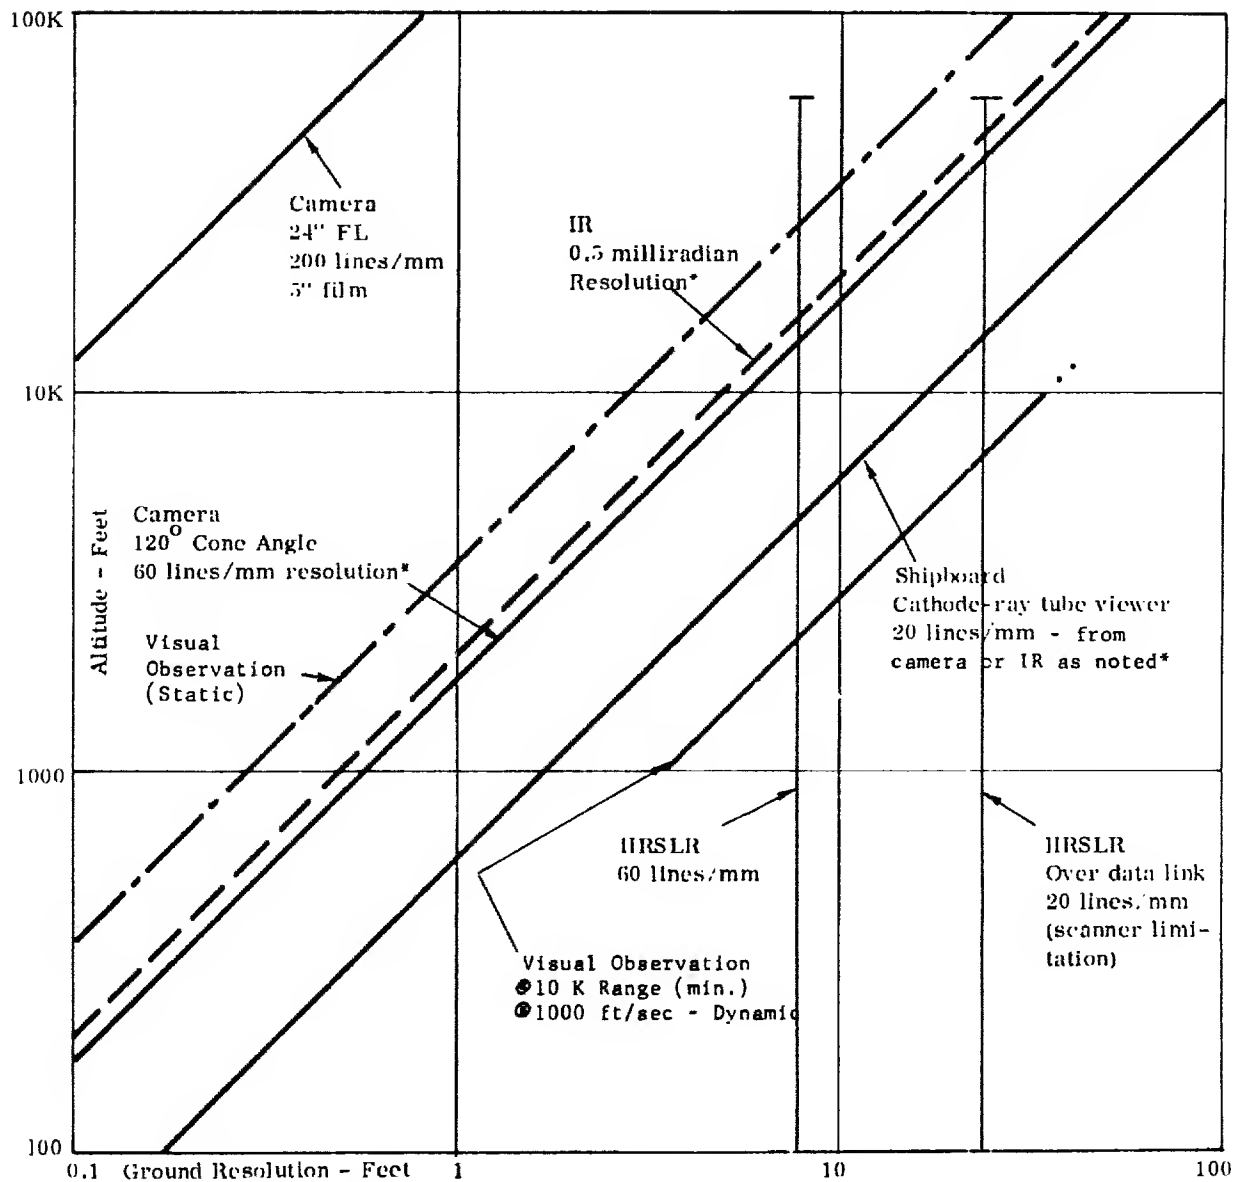 100K
Camera
24" FL
200 lines/mm
5" film
IR
0.5 milliradian
Resolution*
10K
Altitude - Feet
Camera
120° Cone Angle
60 lines/mm resolution*
Visual
Observation
(Static)
Shipboard
Cathode-ray tube viewer
20 lines/mm - from
camera or IR as noted*
1000
HRSLR
60 lines/mm
HRSLR
Over data link
20 lines/mm
(scanner limi-
tation)
Visual Observation
@10 K Range (min.)
@1000 ft/sec - Dynamic
100
0.1 Ground Resolution - Feet 1 10 100